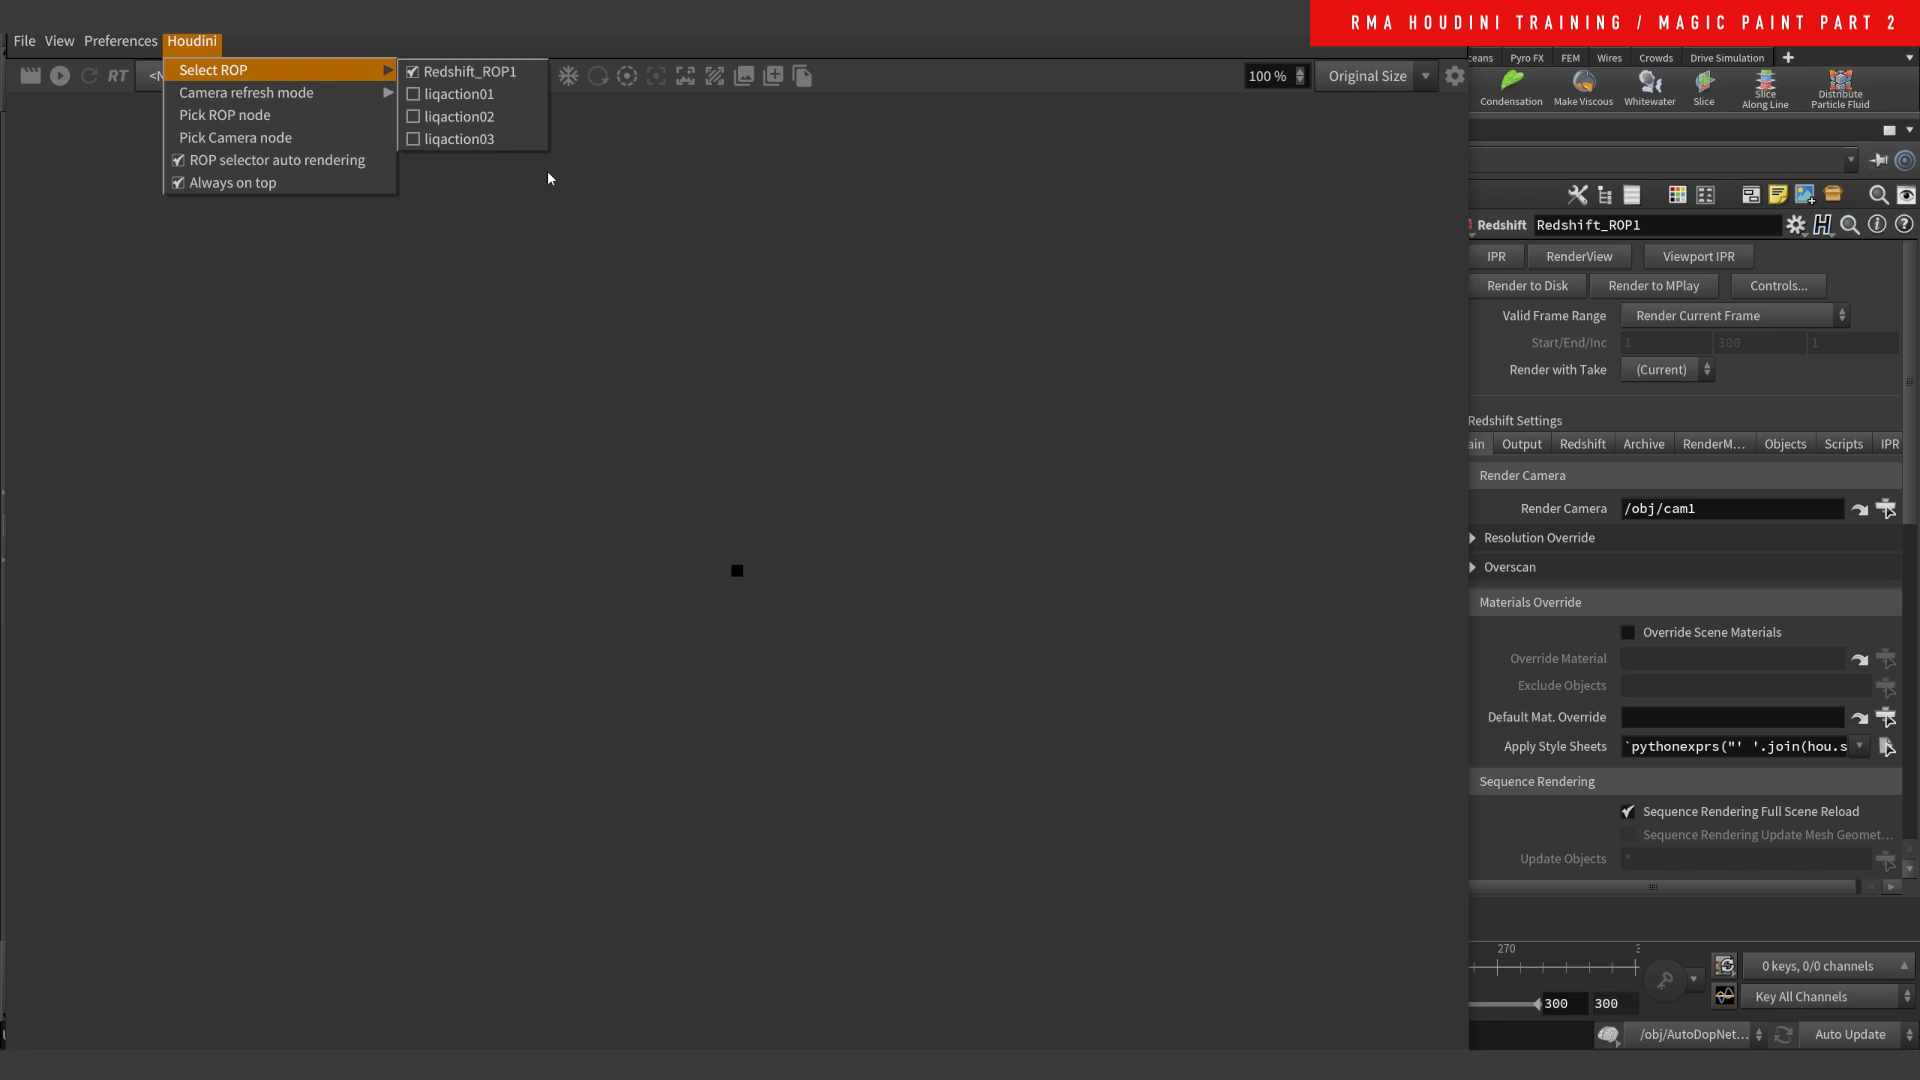 RMA HOUDINI TRAINING / MAGIC PAINT PART 2
File View Preferences Houdini
Select ROP
Camera refresh mode
Pick ROP node
Pick Camera node
ROP selector auto rendering
Always on top
Redshift_ROP1
liqaction01
liqaction02
liqaction03
RT
<N
100 %
Original Size
ceans Pyro FX FEM Wires Crowds Drive Simulation
Condensation Make Viscous Whitewater Slice Slice Along Line Distribute Particle Fluid
Redshift Redshift_ROP1
IPR RenderView Viewport IPR
Render to Disk Render to MPlay Controls...
Valid Frame Range Render Current Frame
Start/End/Inc 1 300 1
Render with Take (Current)
Redshift Settings
ain Output Redshift Archive RenderM... Objects Scripts IPR
Render Camera
Render Camera /obj/cam1
Resolution Override
Overscan
Materials Override
Override Scene Materials
Override Material
Exclude Objects
Default Mat. Override
Apply Style Sheets `pythonexprs("' '.join(hou.s
Sequence Rendering
Sequence Rendering Full Scene Reload
Sequence Rendering Update Mesh Geomet...
Update Objects *
270
0 keys, 0/0 channels
300 300 Key All Channels
/obj/AutoDopNet... Auto Update